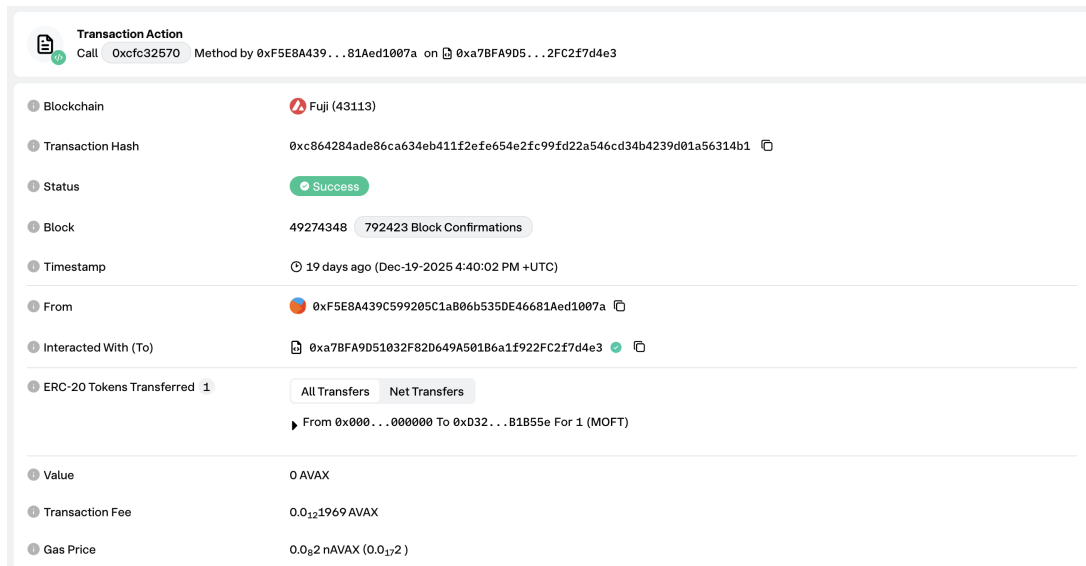 Transaction Action
Call 0xcfc32570 Method by 0xF5E8A439...81Aed1007a on 0xa7BFA9D5...2FC2f7d4e3
Blockchain Fuji (43113)
Transaction Hash 0xc864284ade86ca634eb411f2efe654e2fc99fd22a546cd34b4239d01a56314b1
Status Success
Block 49274348 792423 Block Confirmations
Timestamp 19 days ago (Dec-19-2025 4:40:02 PM +UTC)
From 0xF5E8A439C599205C1aB06b535DE46681Aed1007a
Interacted With (To) 0xa7BFA9D51032F82D649A501B6a1f922FC2f7d4e3
ERC-20 Tokens Transferred 1 All Transfers Net Transfers
From 0x000...000000 To 0xD32...B1B55e For 1 (MOFT)
Value 0 AVAX
Transaction Fee 0.0₁₂1969 AVAX
Gas Price 0.0₈2 nAVAX (0.0₁₇2 )